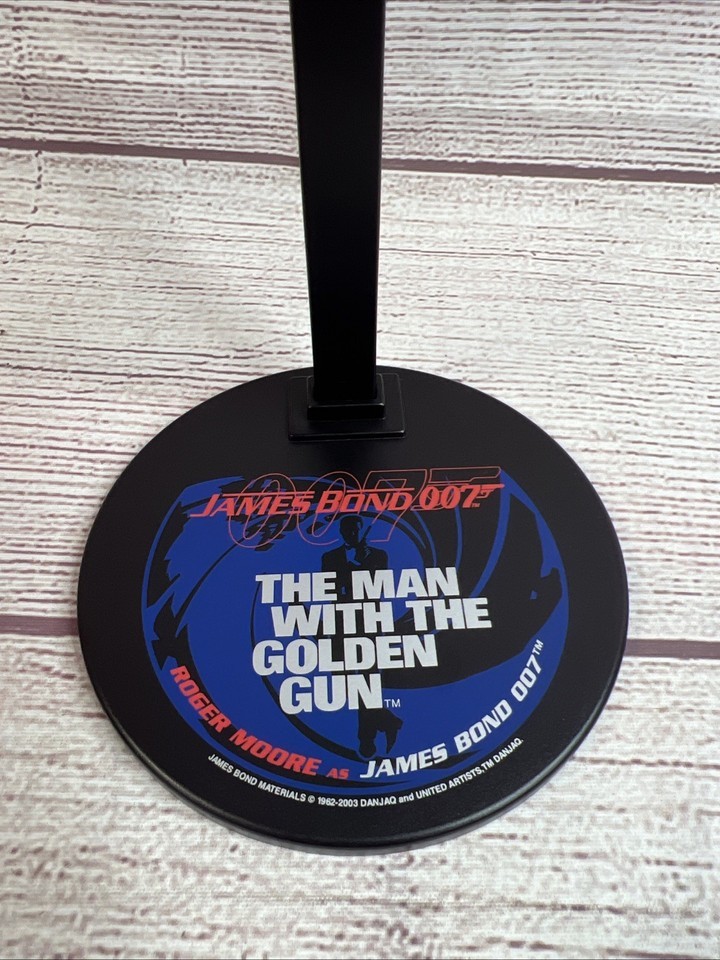 007
JAMES BOND 007™
THE MAN
WITH THE
GOLDEN
GUN™
ROGER MOORE AS JAMES BOND 007™
JAMES BOND MATERIALS © 1962-2003 DANJAQ and UNITED ARTISTS,TM DANJAQ.